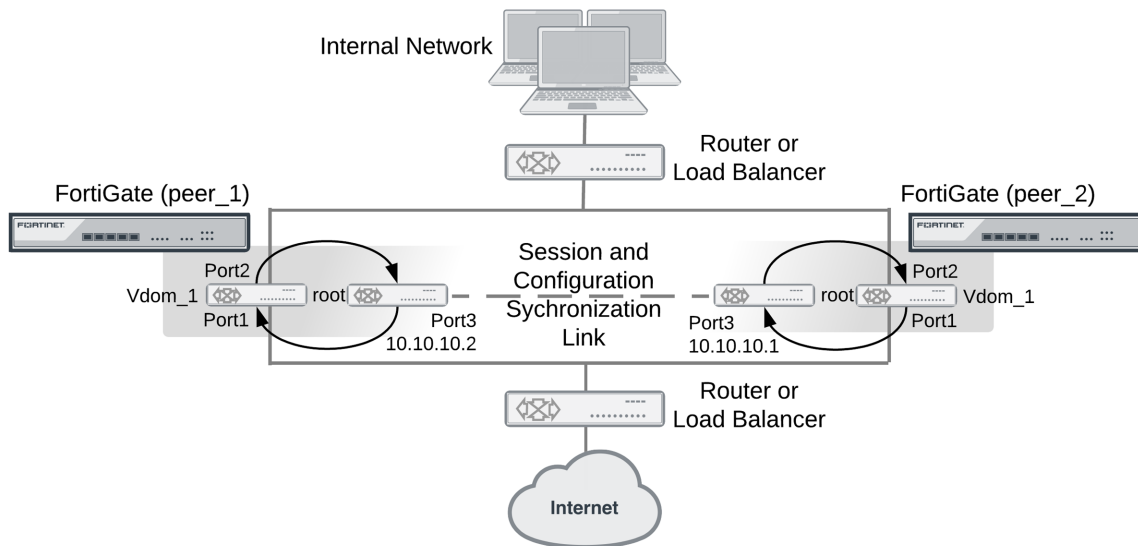 Internal Network
Router or
Load Balancer
FortiGate (peer_1)
FortiGate (peer_2)
FORTINET
FORTINET
Session and
Configuration
Sychronization
Link
Port2
Vdom_1
root
Port1
Port3
10.10.10.2
Port2
root
Vdom_1
Port3
Port1
10.10.10.1
Router or
Load Balancer
Internet